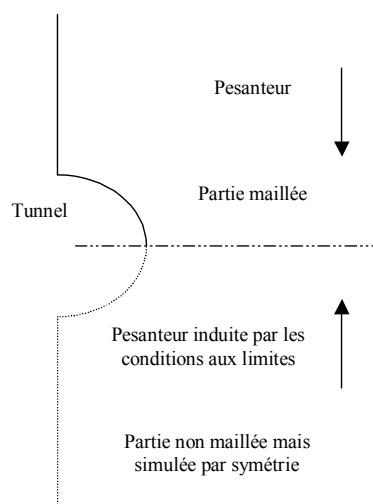 Pesanteur
Partie maillée
Tunnel
Pesanteur induite par les
conditions aux limites
Partie non maillée mais
simulée par symétrie